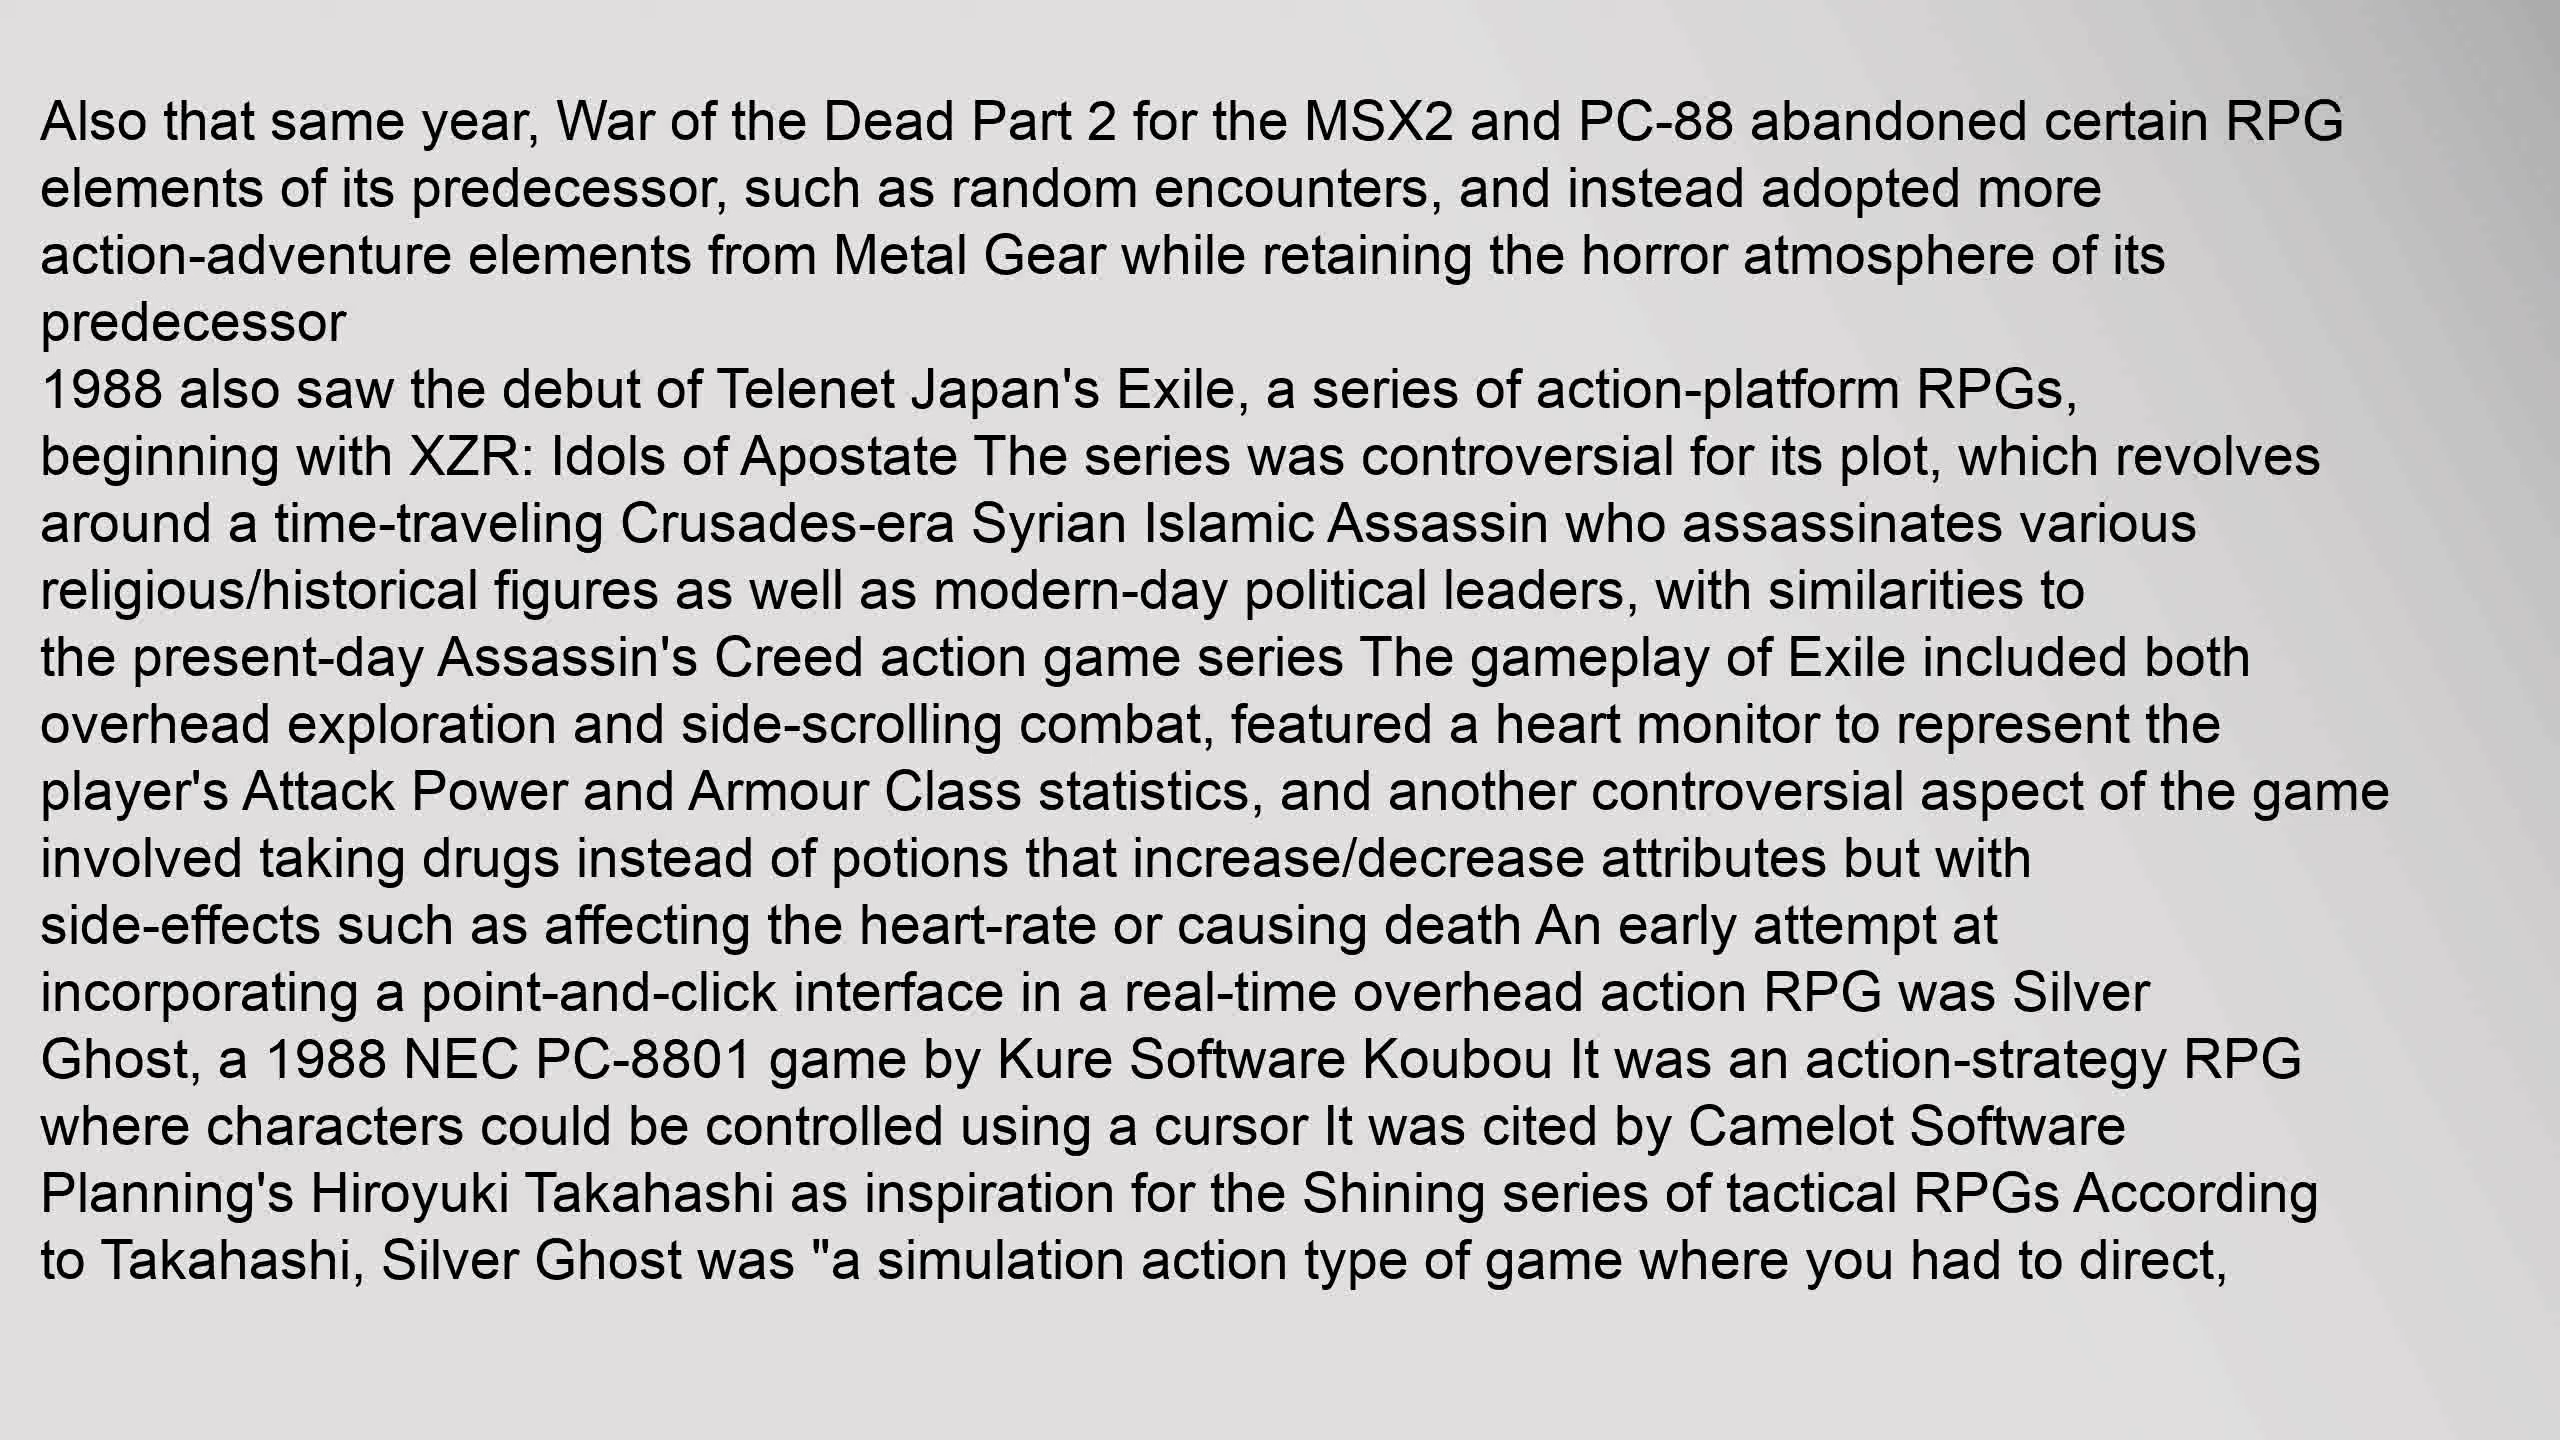 Also that same year, War of the Dead Part 2 for the MSX2 and PC-88 abandoned certain RPG
elements of its predecessor, such as random encounters, and instead adopted more
action-adventure elements from Metal Gear while retaining the horror atmosphere of its
predecessor
1988 also saw the debut of Telenet Japan's Exile, a series of action-platform RPGs,
beginning with XZR: Idols of Apostate The series was controversial for its plot, which revolves
around a time-traveling Crusades-era Syrian Islamic Assassin who assassinates various
religious/historical figures as well as modern-day political leaders, with similarities to
the present-day Assassin's Creed action game series The gameplay of Exile included both
overhead exploration and side-scrolling combat, featured a heart monitor to represent the
player's Attack Power and Armour Class statistics, and another controversial aspect of the game
involved taking drugs instead of potions that increase/decrease attributes but with
side-effects such as affecting the heart-rate or causing death An early attempt at
incorporating a point-and-click interface in a real-time overhead action RPG was Silver
Ghost, a 1988 NEC PC-8801 game by Kure Software Koubou It was an action-strategy RPG
where characters could be controlled using a cursor It was cited by Camelot Software
Planning's Hiroyuki Takahashi as inspiration for the Shining series of tactical RPGs According
to Takahashi, Silver Ghost was "a simulation action type of game where you had to direct,